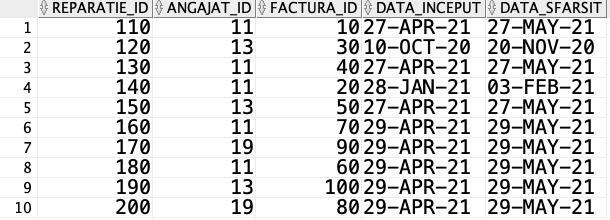 REPARATIE_ID ANGAJAT_ID FACTURA_ID DATA_INCEPUT DATA_SFARSIT
1 110 11 10 27-APR-21 27-MAY-21
2 120 13 30 10-OCT-20 20-NOV-20
3 130 11 40 27-APR-21 27-MAY-21
4 140 11 20 28-JAN-21 03-FEB-21
5 150 13 50 27-APR-21 27-MAY-21
6 160 11 70 29-APR-21 29-MAY-21
7 170 19 90 29-APR-21 29-MAY-21
8 180 11 60 29-APR-21 29-MAY-21
9 190 13 100 29-APR-21 29-MAY-21
10 200 19 80 29-APR-21 29-MAY-21